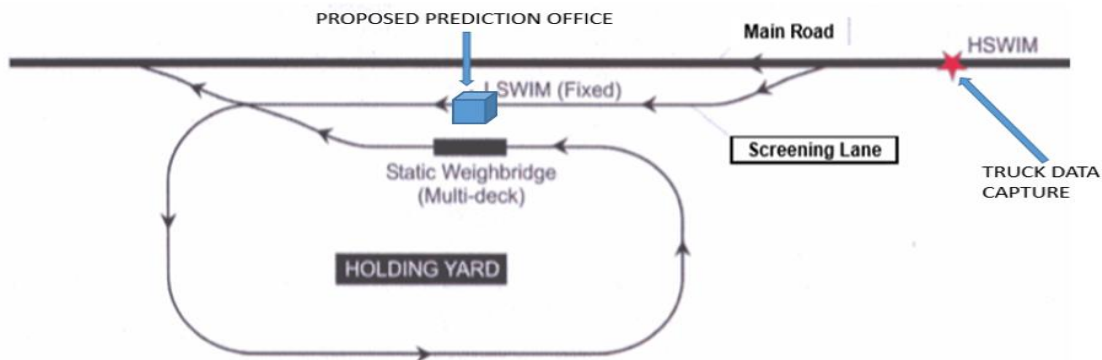 PROPOSED PREDICTION OFFICE
Main Road
HSWIM
LSWIM (Fixed)
Screening Lane
Static Weighbridge
(Multi-deck)
TRUCK DATA
CAPTURE
HOLDING YARD